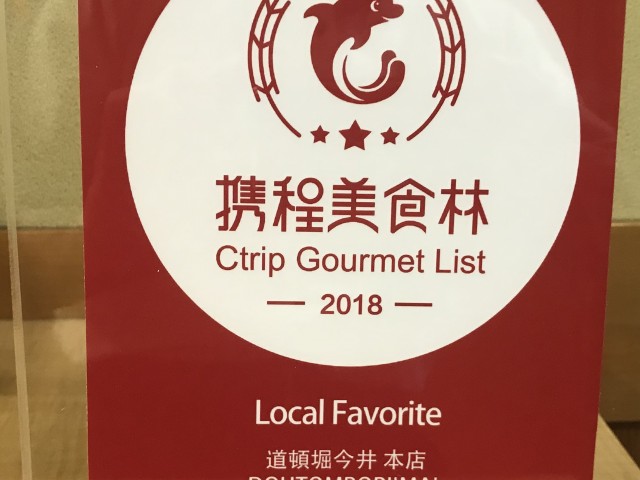 携程美食林
Ctrip Gourmet List
2018
Local Favorite
道頓堀今井 本店